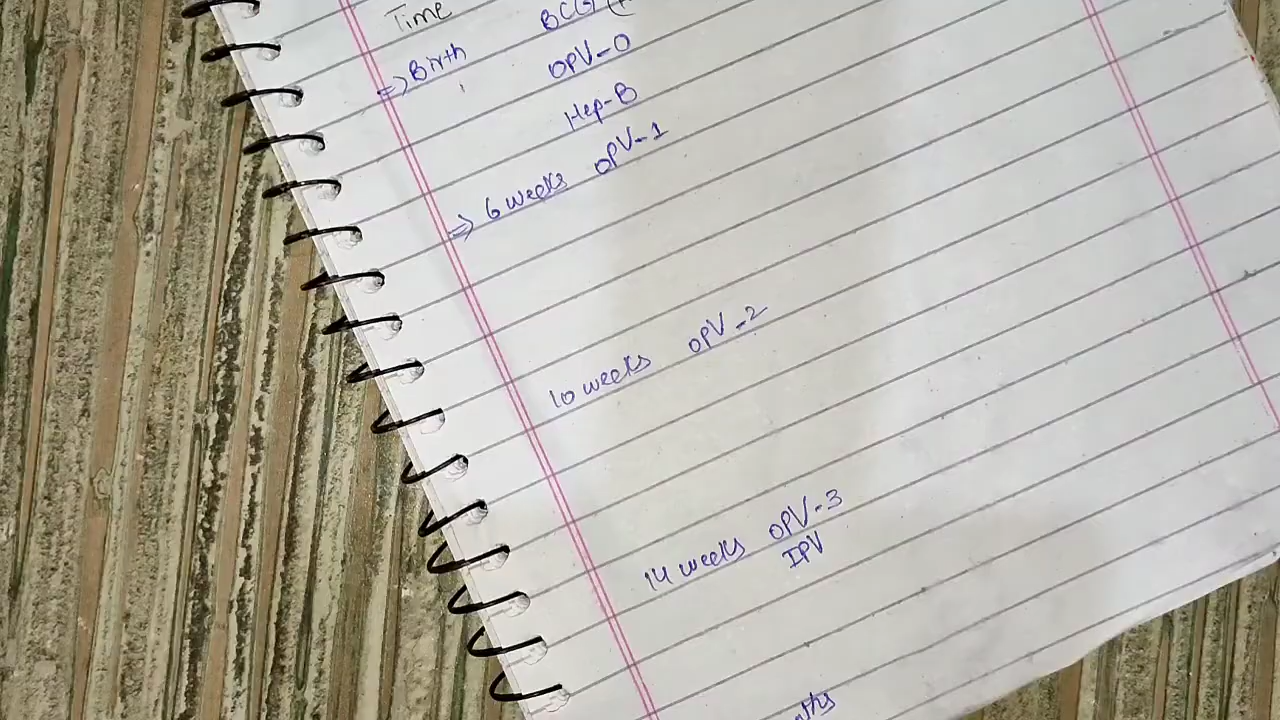 Time
⇒ Birth BCG
OPV-0
Hep-B
⇒ 6 weeks OPV-1
10 weeks OPV-2
14 weeks OPV-3
IPV